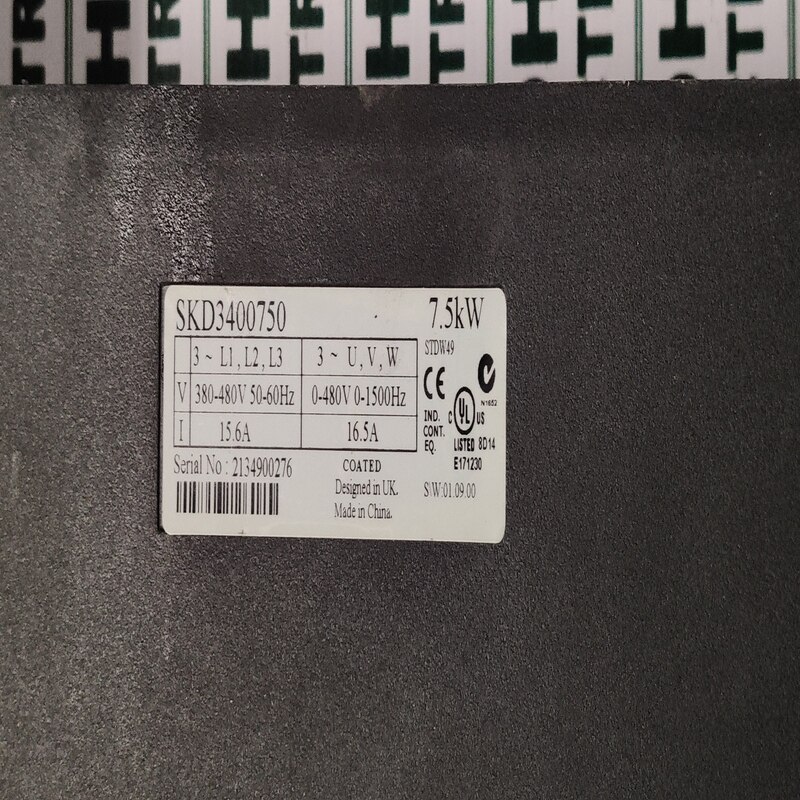 SKD3400750 7.5kW
3 ~ L1, L2, L3 3 ~ U, V, W STDW49
V 380-480V 50-60Hz 0-480V 0-1500Hz CE N1652
I 15.6A 16.5A IND. CONT. EQ. C UL US LISTED 8D14
E171230
Serial No : 2134900276 COATED
Designed in UK. S/W:01.09.00
Made in China.